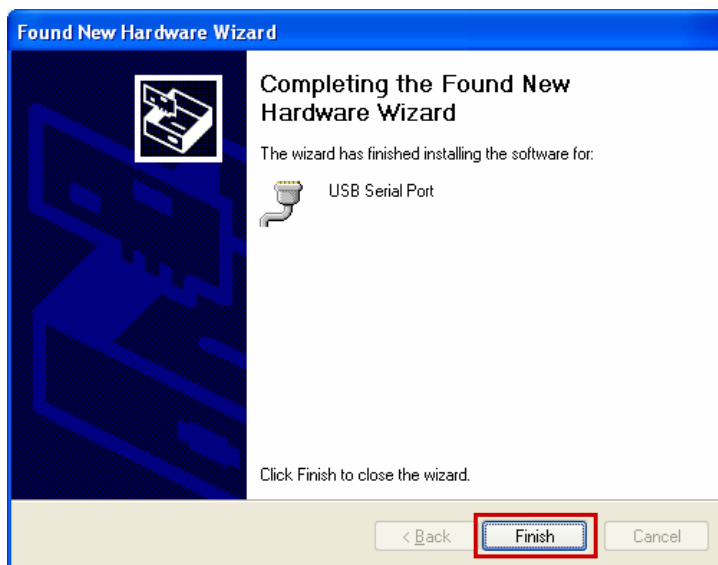 Found New Hardware Wizard
Completing the Found New
Hardware Wizard
The wizard has finished installing the software for:
USB Serial Port
Click Finish to close the wizard.
< Back
Finish
Cancel